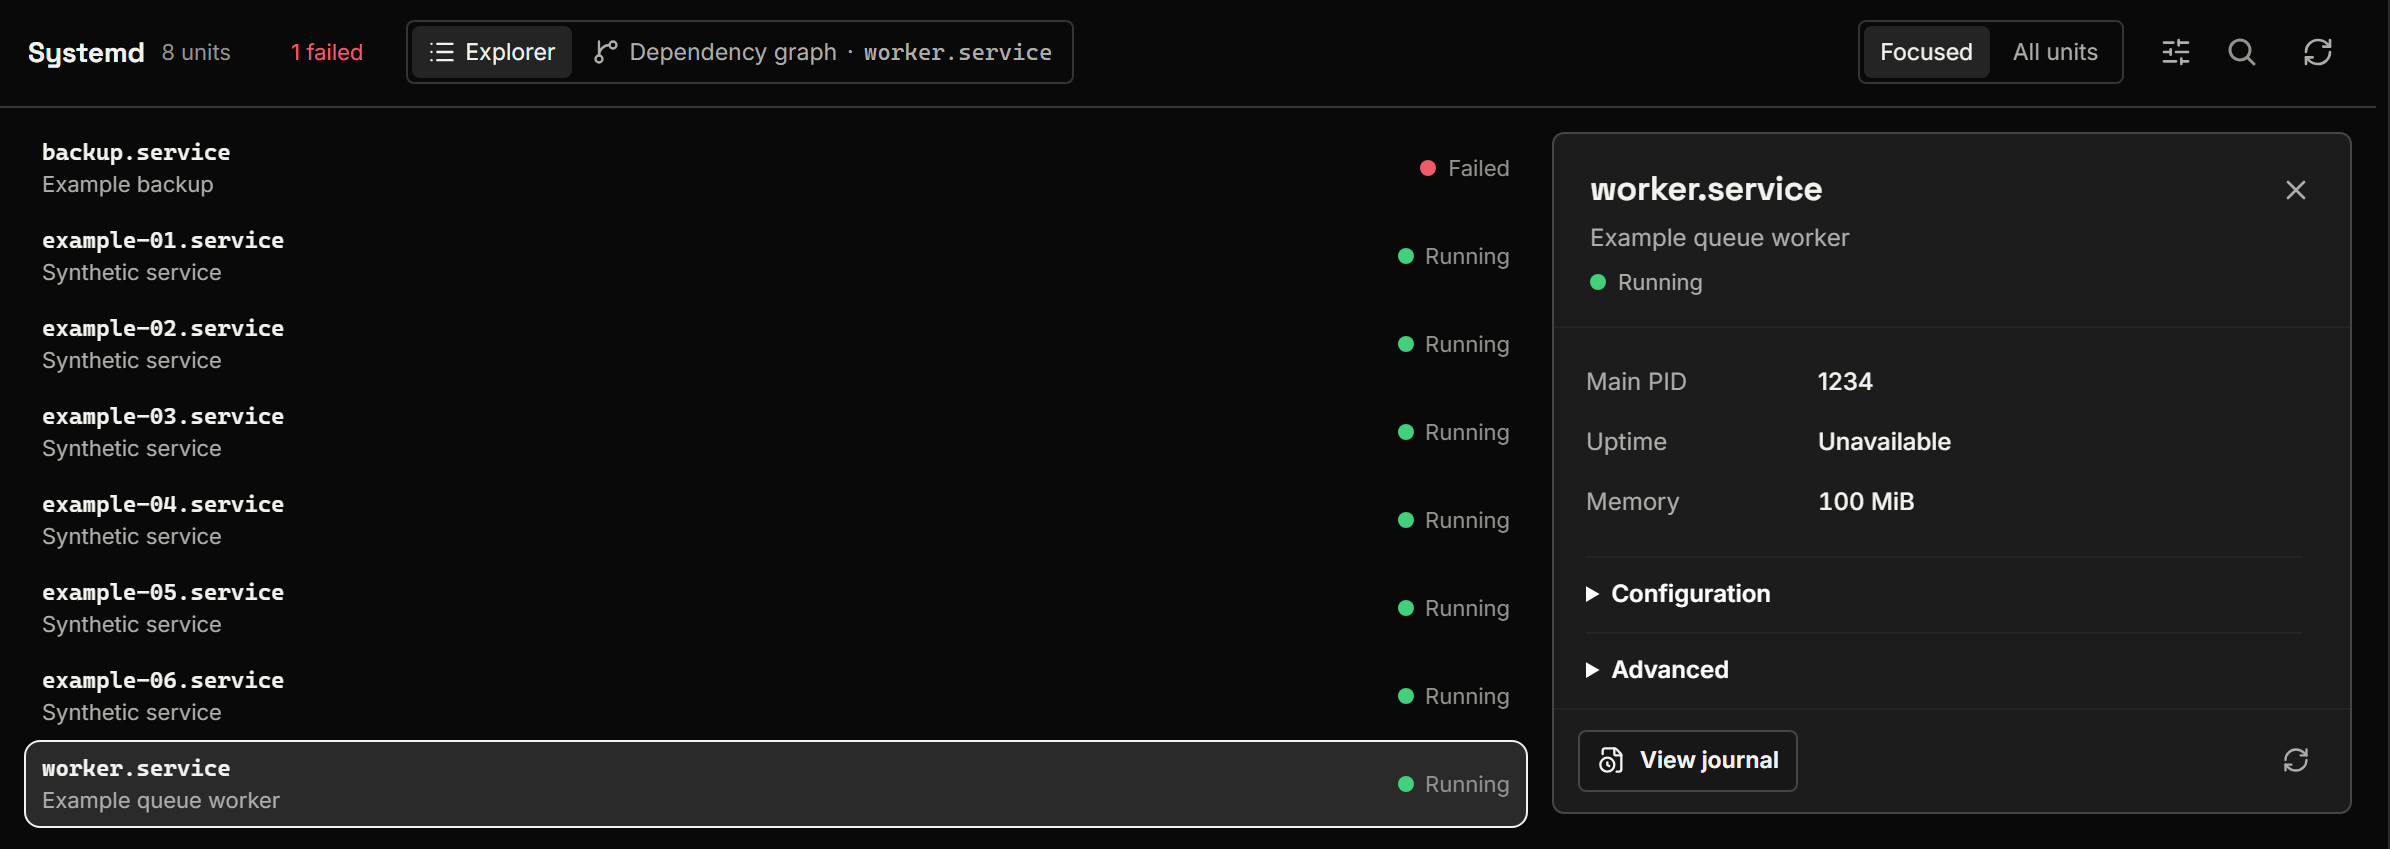 Systemd 8 units 1 failed Explorer Dependency graph · worker.service Focused All units
backup.service
Example backup
Failed
example-01.service
Synthetic service
Running
example-02.service
Synthetic service
Running
example-03.service
Synthetic service
Running
example-04.service
Synthetic service
Running
example-05.service
Synthetic service
Running
example-06.service
Synthetic service
Running
worker.service
Example queue worker
Running
worker.service
Example queue worker
Running
Main PID 1234
Uptime Unavailable
Memory 100 MiB
Configuration
Advanced
View journal